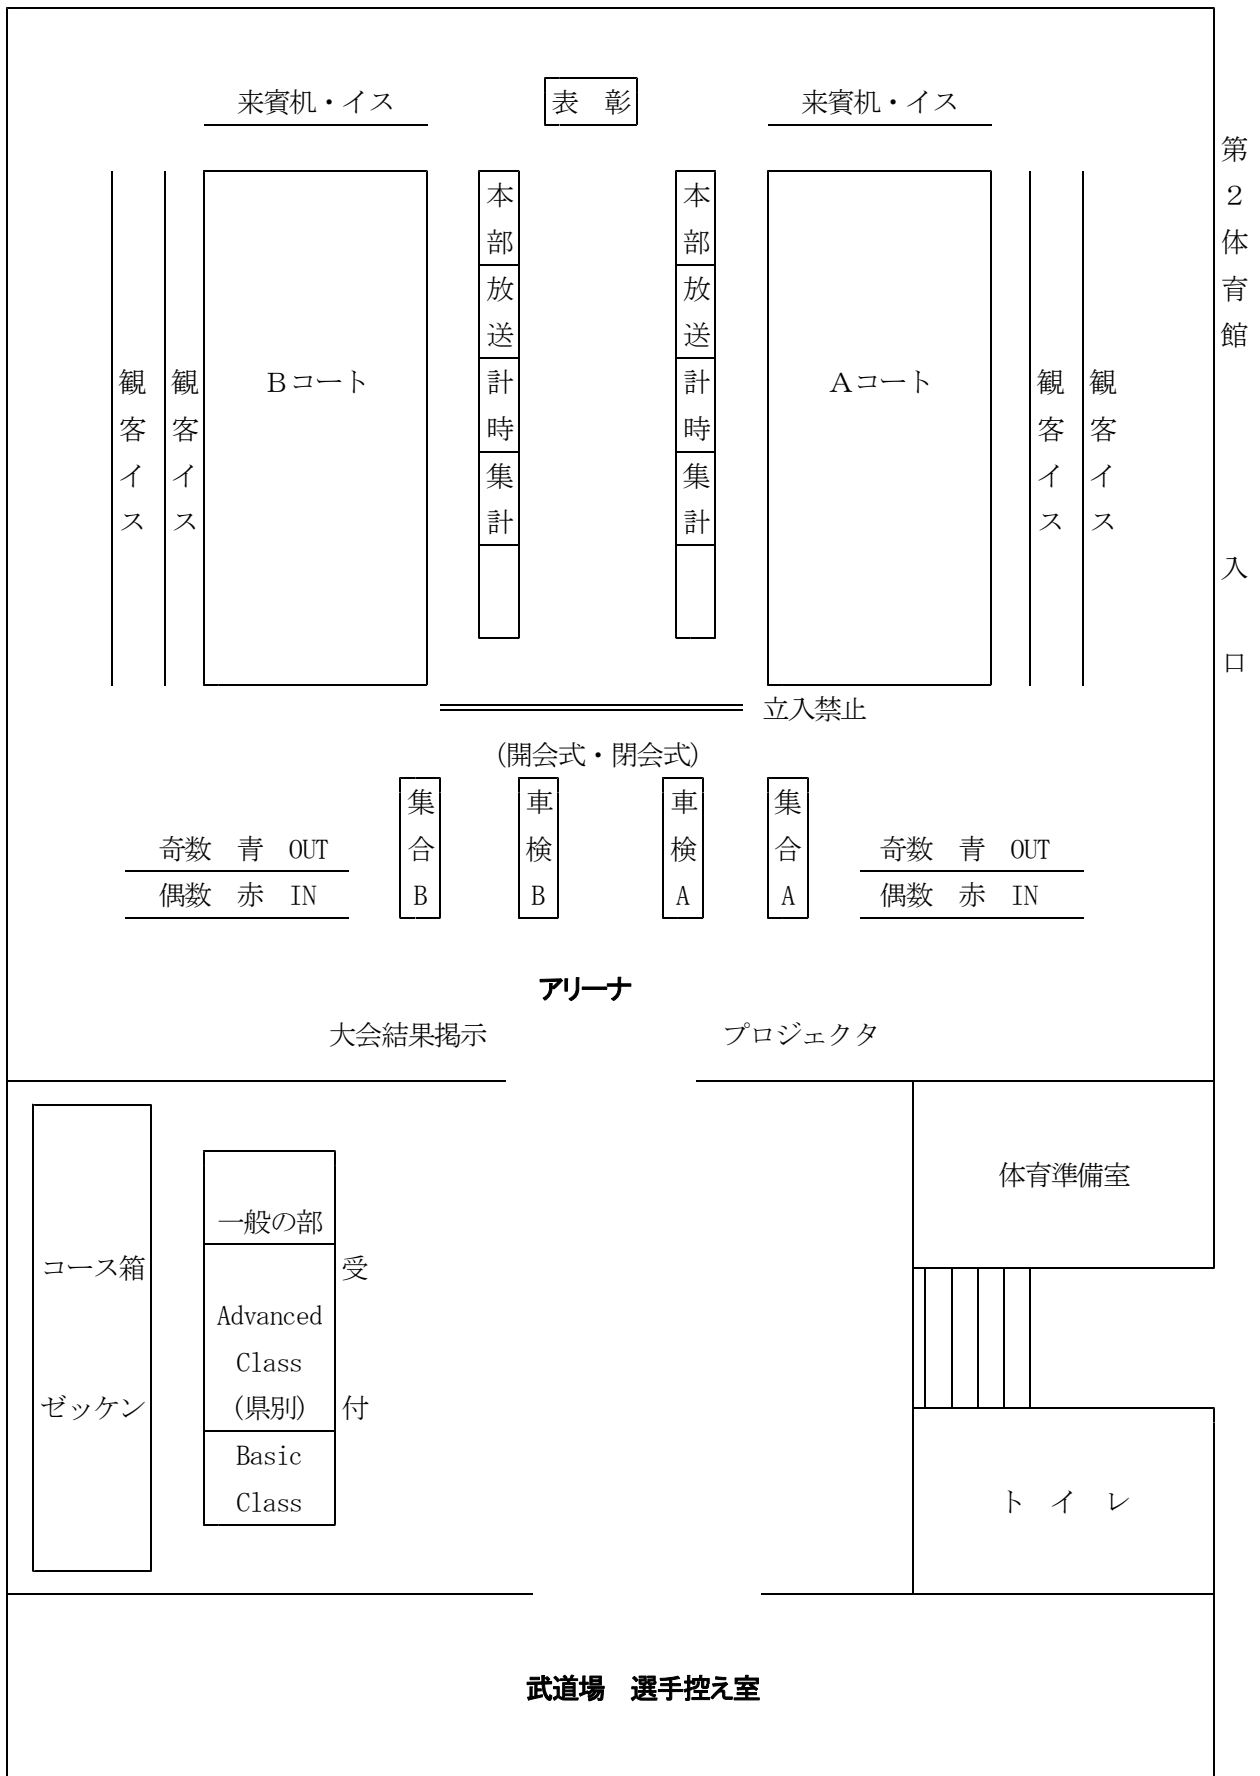 来賓机・イス
表　彰
来賓机・イス
第２体育館
入口
観客イス
観客イス
Ｂコート
本部
放送
計時
集計
本部
放送
計時
集計
Ａコート
観客イス
観客イス
立入禁止
(開会式・閉会式)
奇数　青　OUT
偶数　赤　IN
集合B
車検B
車検A
集合A
奇数　青　OUT
偶数　赤　IN
アリーナ
大会結果掲示
プロジェクタ
コース箱
ゼッケン
一般の部
Advanced
Class
(県別)
Basic
Class
受付
体育準備室
ト　イ　レ
武道場　選手控え室